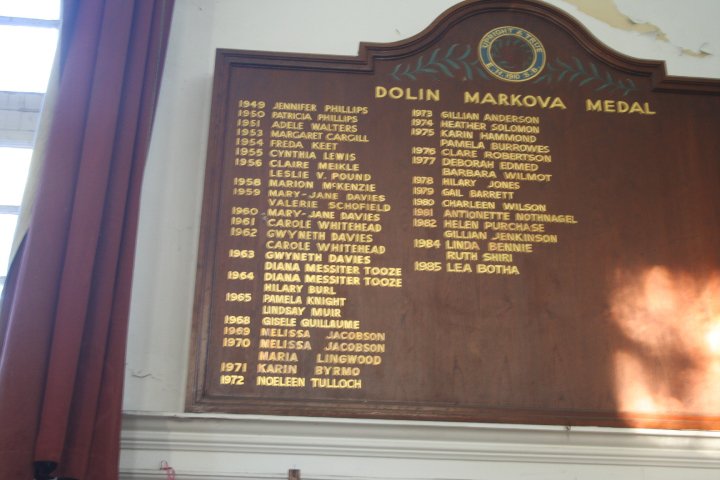 UPRIGHT & TRUE
E.H. 1910 S.B.
DOLIN MARKOVA MEDAL
1949 JENNIFER PHILLIPS
1950 PATRICIA PHILLIPS
1951 ADELE WALTERS
1953 MARGARET CARGILL
1954 FREDA KEET
1955 CYNTHIA LEWIS
1956 CLAIRE MEIKLE
LESLIE V. POUND
1958 MARION McKENZIE
1959 MARY-JANE DAVIES
VALERIE SCHOFIELD
1960 MARY-JANE DAVIES
1961 CAROLE WHITEHEAD
1962 GWYNETH DAVIES
CAROLE WHITEHEAD
1963 GWYNETH DAVIES
DIANA MESSITER TOOZE
1964 DIANA MESSITER TOOZE
HILARY BURL
1965 PAMELA KNIGHT
LINDSAY MUIR
1968 GISELE GUILLAUME
1969 MELISSA JACOBSON
1970 MELISSA JACOBSON
MARIA LINGWOOD
1971 KARIN BYRMO
1972 NOELEEN TULLOCH
1973 GILLIAN ANDERSON
1974 HEATHER SOLOMON
1975 KARIN HAMMOND
PAMELA BURROWES
1976 CLARE ROBERTSON
1977 DEBORAH EDMED
BARBARA WILMOT
1978 HILARY JONES
1979 GAIL BARRETT
1980 CHARLEEN WILSON
1981 ANTIONETTE NOTHNAGEL
1982 HELEN PURCHASE
GILLIAN JENKINSON
1984 LINDA BENNIE
RUTH SHIRI
1985 LEA BOTHA